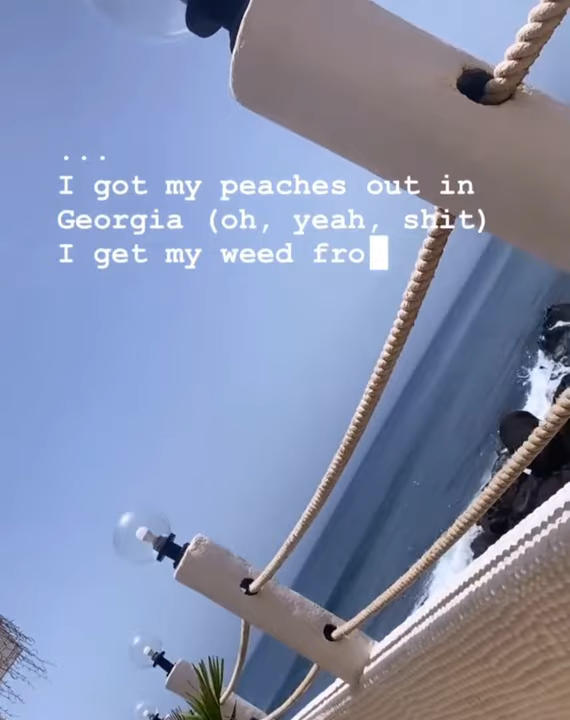 ...
I got my peaches out in
Georgia (oh, yeah, shit)
I get my weed fro